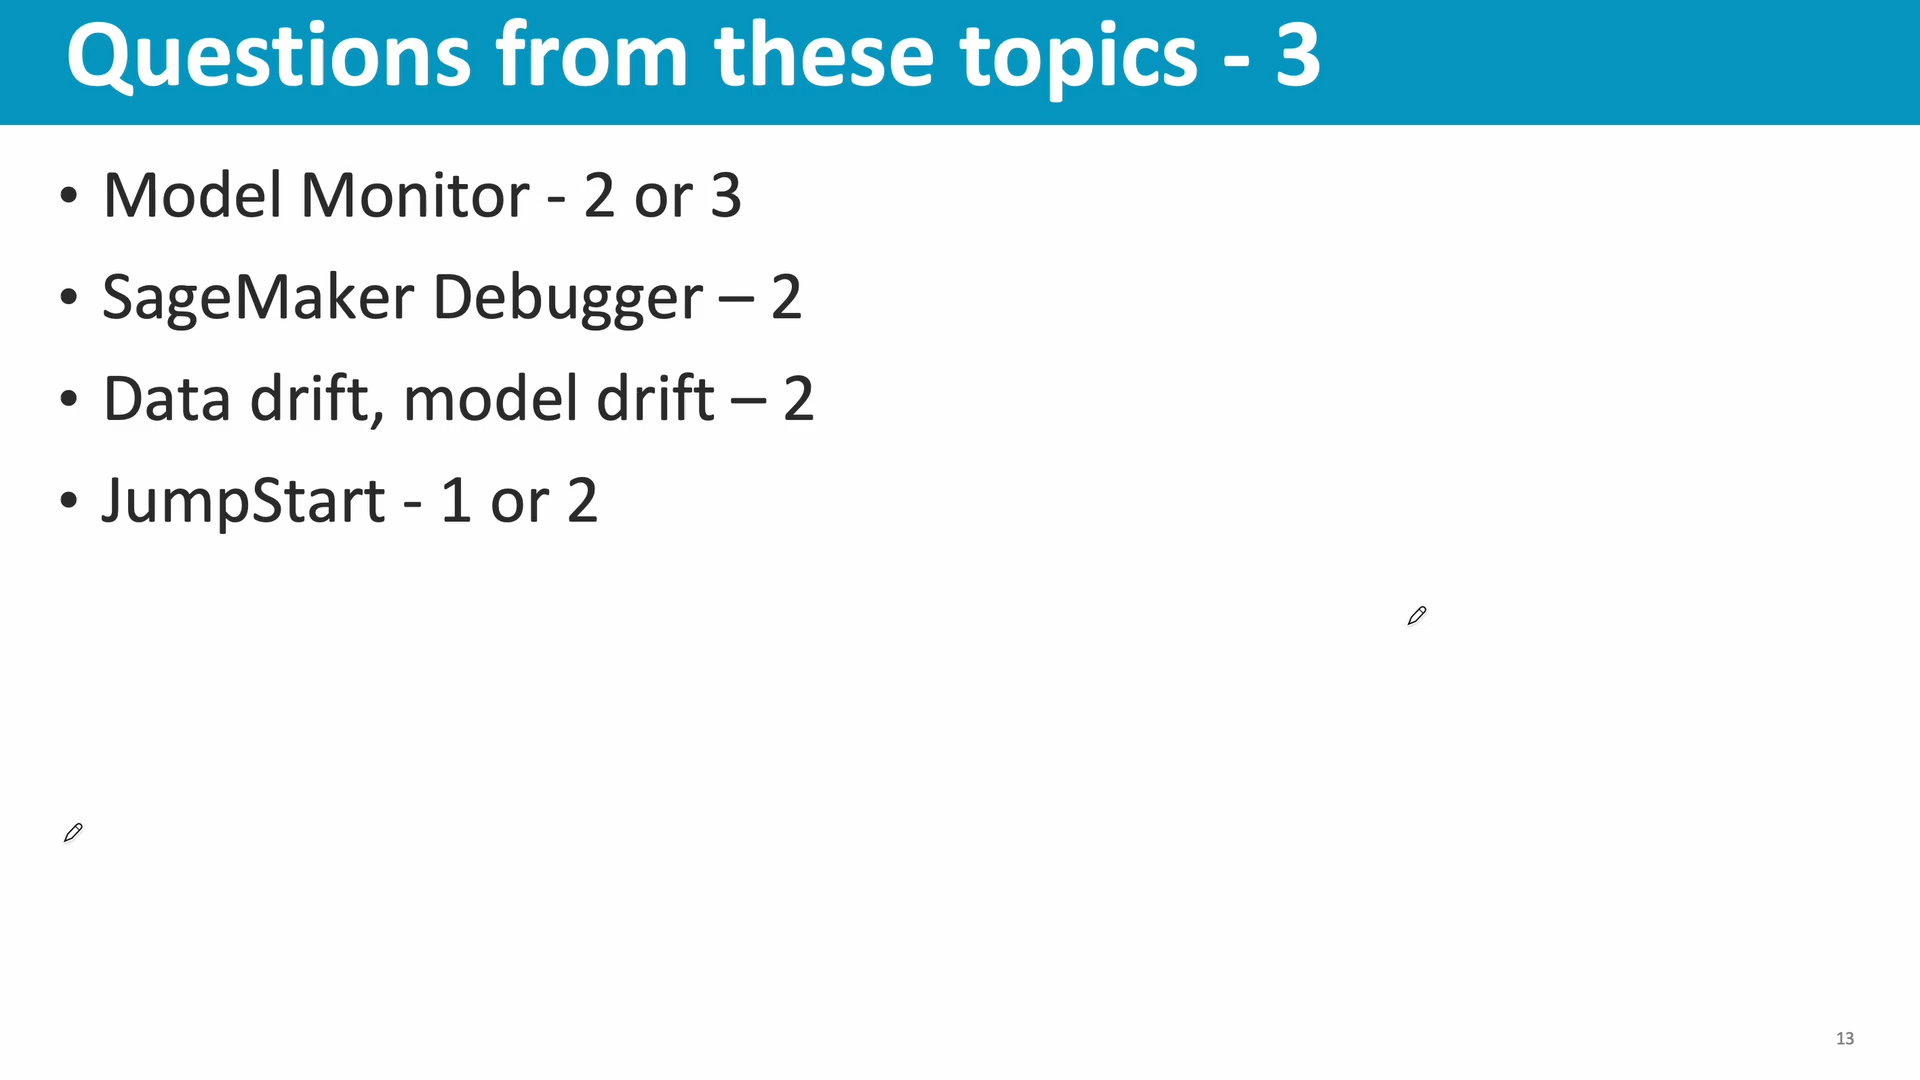 Questions from these topics - 3
• Model Monitor - 2 or 3
• SageMaker Debugger – 2
• Data drift, model drift – 2
• JumpStart - 1 or 2
13